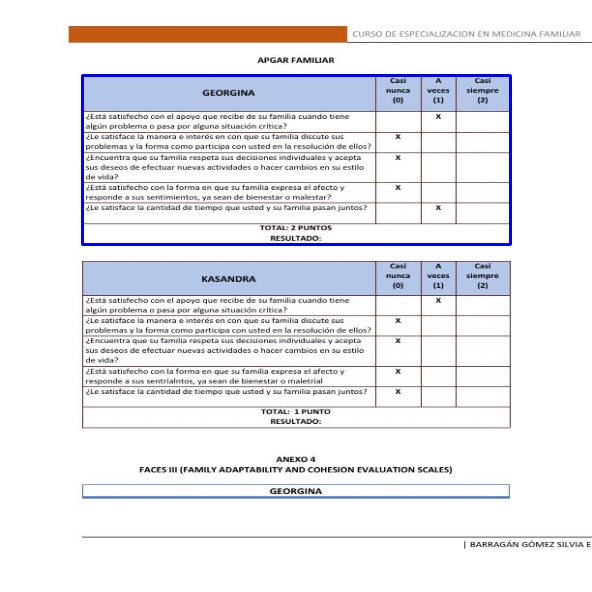 CURSO DE ESPECIALIZACION EN MEDICINA FAMILIAR
APGAR FAMILIAR
GEORGINA
Casi nunca (0)
A veces (1)
Casi siempre (2)
¿Está satisfecho con el apoyo que recibe de su familia cuando tiene
algún problema o pasa por alguna situación crítica?
X
¿Le satisface la manera e interés en con que su familia discute sus
problemas y la forma como participa con usted en la resolución de ellos?
X
¿Encuentra que su familia respeta sus decisiones individuales y acepta
sus deseos de efectuar nuevas actividades o hacer cambios en su estilo
de vida?
X
¿Está satisfecho con la forma en que su familia expresa el afecto y
responde a sus sentimientos, ya sean de bienestar o malestar?
X
¿Le satisface la cantidad de tiempo que usted y su familia pasan juntos?
X
TOTAL: 2 PUNTOS
RESULTADO:
KASANDRA
Casi nunca (0)
A veces (1)
Casi siempre (2)
¿Está satisfecho con el apoyo que recibe de su familia cuando tiene
algún problema o pasa por alguna situación crítica?
X
¿Le satisface la manera e interés en con que su familia discute sus
problemas y la forma como participa con usted en la resolución de ellos?
X
¿Encuentra que su familia respeta sus decisiones individuales y acepta
sus deseos de efectuar nuevas actividades o hacer cambios en su estilo
de vida?
X
¿Está satisfecho con la forma en que su familia expresa el afecto y
responde a sus sentrialntos, ya sean de bienestar o maletrial
X
¿Le satisface la cantidad de tiempo que usted y su familia pasan juntos?
X
TOTAL: 1 PUNTO
RESULTADO:
ANEXO 4
FACES III (FAMILY ADAPTABILITY AND COHESION EVALUATION SCALES)
GEORGINA
| BARRAGÁN GÓMEZ SILVIA E